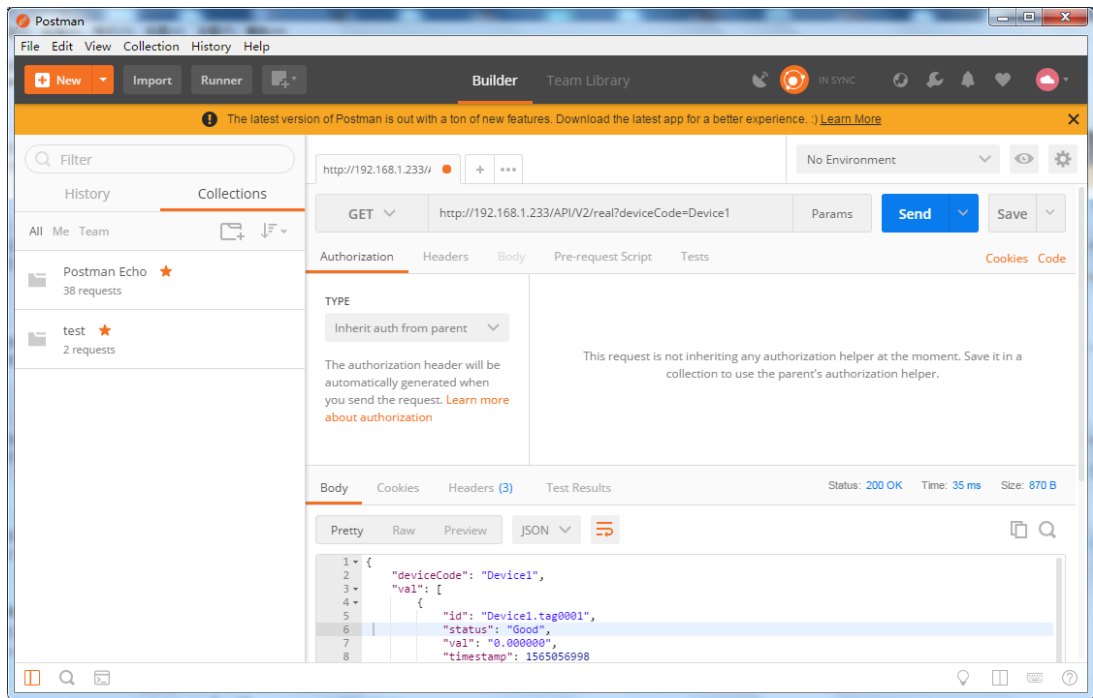 Postman
File Edit View Collection History Help
New Import Runner Builder Team Library IN SYNC
The latest version of Postman is out with a ton of new features. Download the latest app for a better experience. :) Learn More
Filter
History Collections
All Me Team
Postman Echo
38 requests
test
2 requests
http://192.168.1.233/
No Environment
GET http://192.168.1.233/API/V2/real?deviceCode=Device1 Params Send Save
Authorization Headers Body Pre-request Script Tests Cookies Code
TYPE
Inherit auth from parent
The authorization header will be
automatically generated when
you send the request. Learn more
about authorization
This request is not inheriting any authorization helper at the moment. Save it in a
collection to use the parent's authorization helper.
Body Cookies Headers (3) Test Results Status: 200 OK Time: 35 ms Size: 870 B
Pretty Raw Preview JSON
1 {
2 "deviceCode": "Device1",
3 "val": [
4 {
5 "id": "Device1.tag0001",
6 "status": "Good",
7 "val": "0.000000",
8 "timestamp": 1565056998